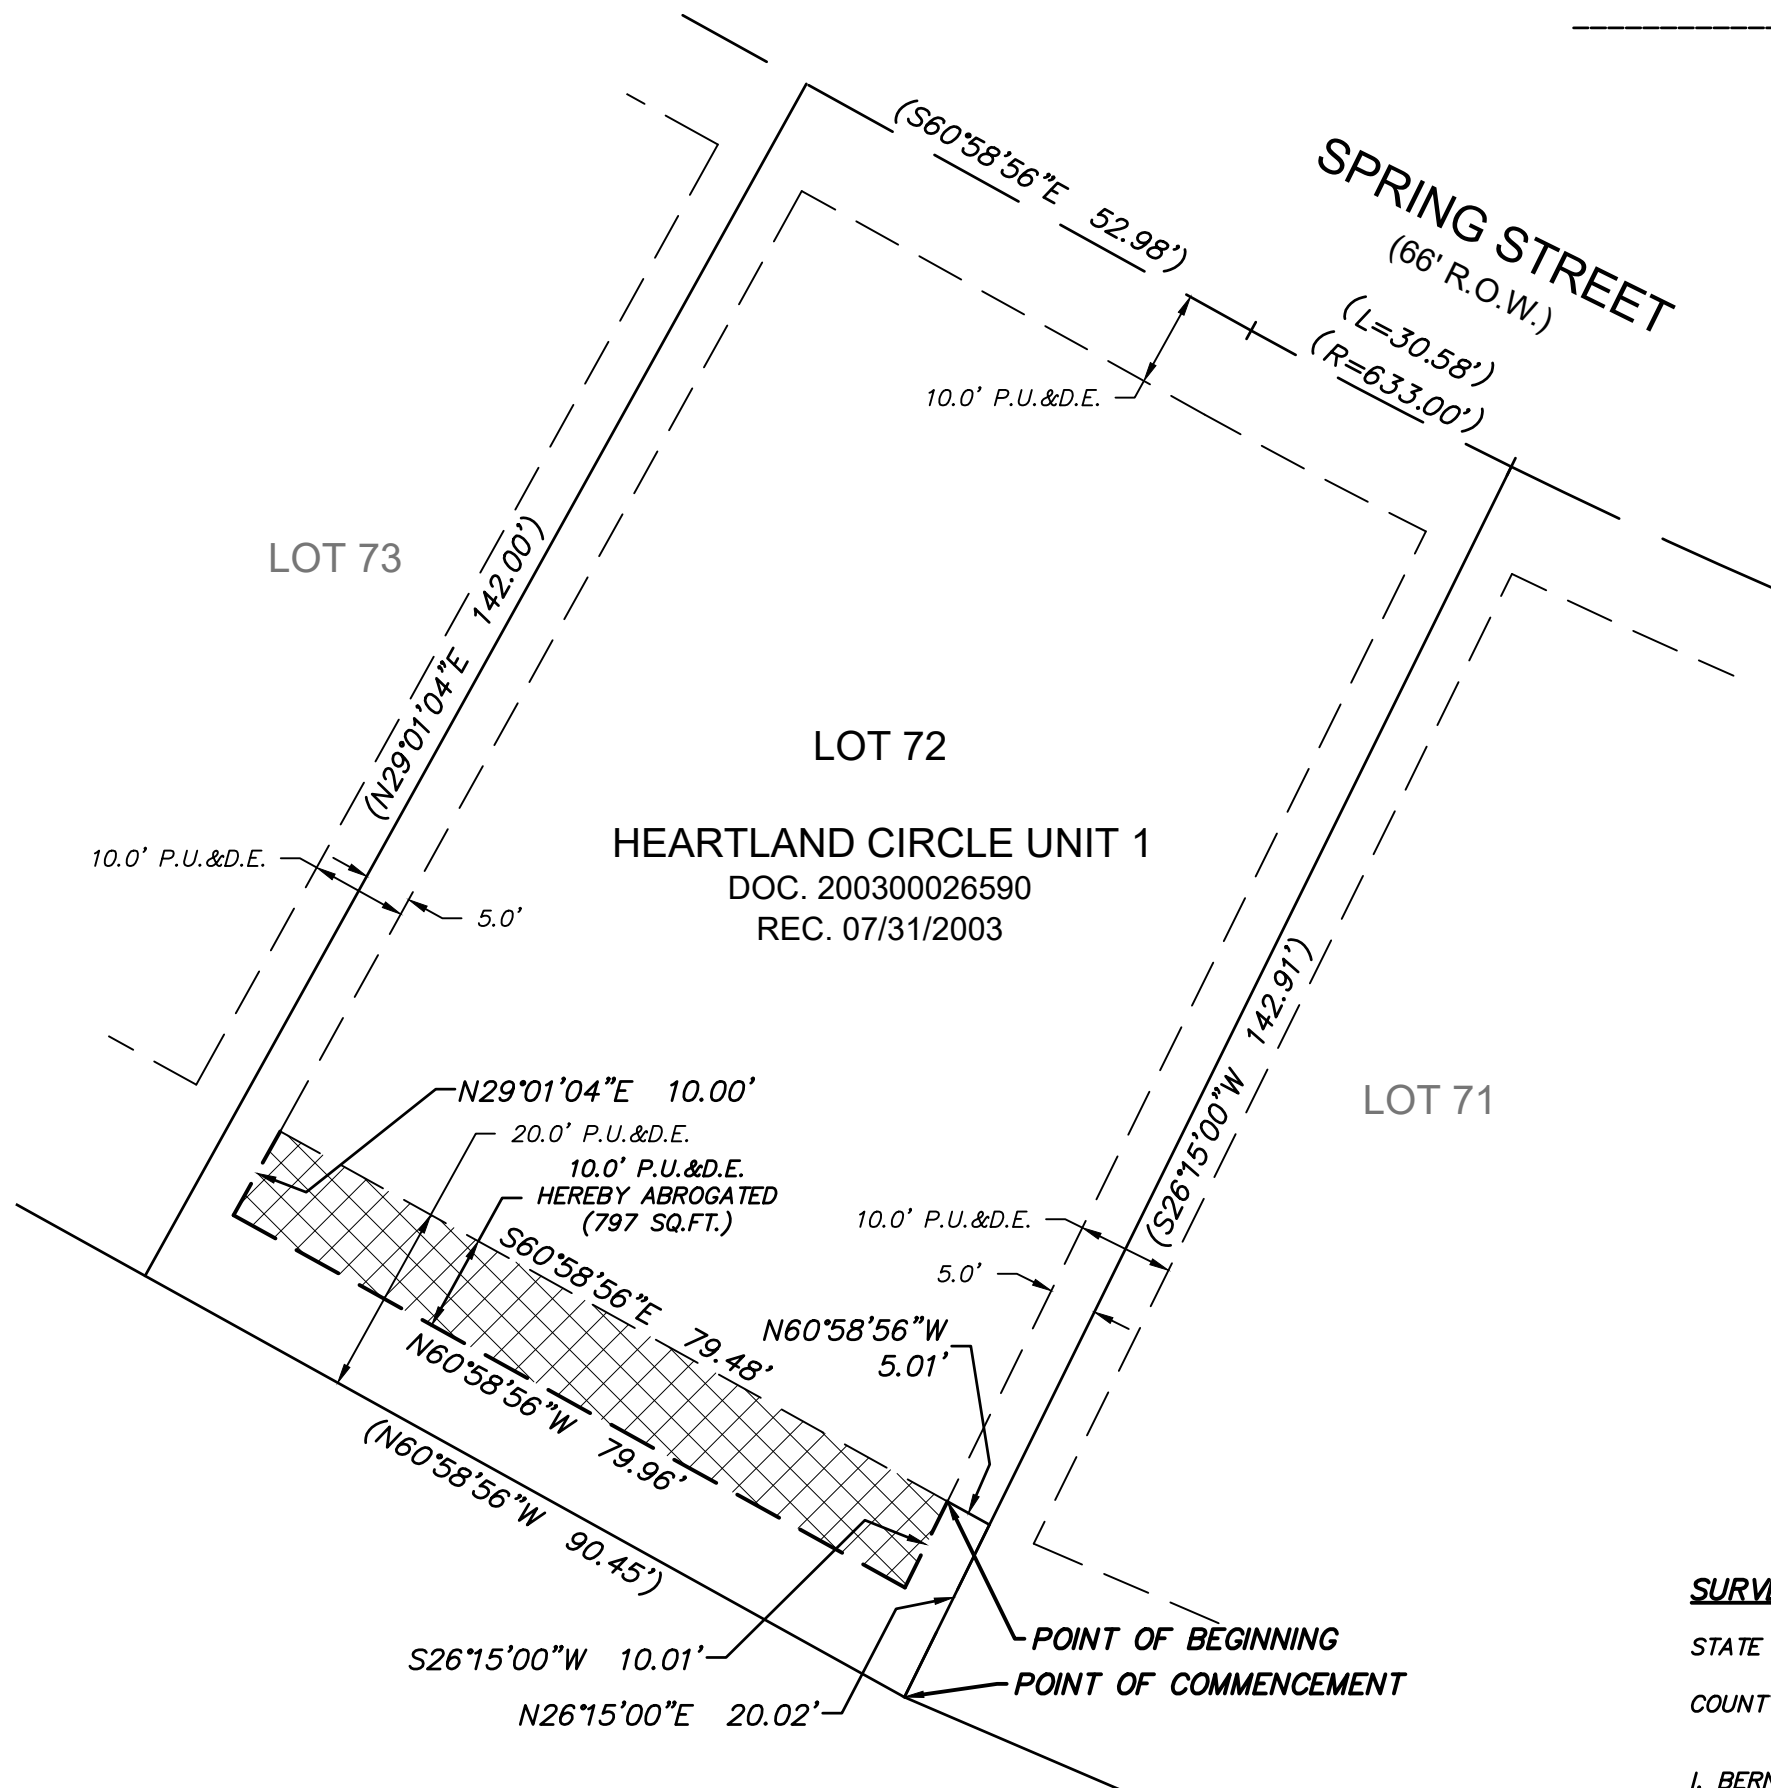 (S60°58'56"E 52.98')
SPRING STREET
(66' R.O.W.)
(L=30.58')
(R=633.00')
10.0' P.U.&D.E.
LOT 73
(N29°01'04"E 142.00')
LOT 72
HEARTLAND CIRCLE UNIT 1
DOC. 200300026590
REC. 07/31/2003
10.0' P.U.&D.E.
5.0'
(S26°15'00"W 142.91')
LOT 71
N29°01'04"E 10.00'
20.0' P.U.&D.E.
10.0' P.U.&D.E.
HEREBY ABROGATED
(797 SQ.FT.)
10.0' P.U.&D.E.
5.0'
S60°58'56"E 79.48'
N60°58'56"W
5.01'
N60°58'56"W 79.96'
(N60°58'56"W 90.45')
POINT OF BEGINNING
S26°15'00"W 10.01'
POINT OF COMMENCEMENT
N26°15'00"E 20.02'
STATE
I, BERN